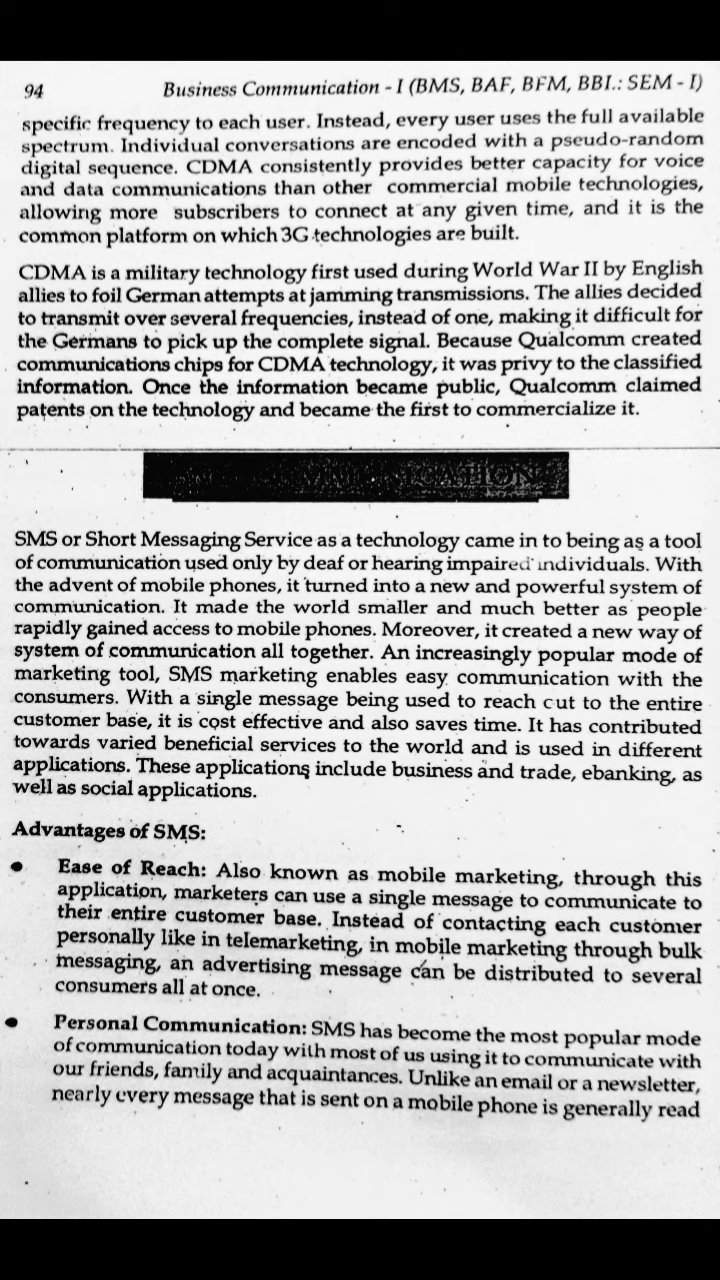 94 Business Communication - I (BMS, BAF, BFM, BBI.: SEM - I)
specific frequency to each user. Instead, every user uses the full available
spectrum. Individual conversations are encoded with a pseudo-random
digital sequence. CDMA consistently provides better capacity for voice
and data communications than other commercial mobile technologies,
allowing more subscribers to connect at any given time, and it is the
common platform on which 3G technologies are built.
CDMA is a military technology first used during World War II by English
allies to foil German attempts at jamming transmissions. The allies decided
to transmit over several frequencies, instead of one, making it difficult for
the Germans to pick up the complete signal. Because Qualcomm created
communications chips for CDMA technology, it was privy to the classified
information. Once the information became public, Qualcomm claimed
patents on the technology and became the first to commercialize it.
SMS or Short Messaging Service as a technology came in to being as a tool
of communication used only by deaf or hearing impaired individuals. With
the advent of mobile phones, it turned into a new and powerful system of
communication. It made the world smaller and much better as people
rapidly gained access to mobile phones. Moreover, it created a new way of
system of communication all together. An increasingly popular mode of
marketing tool, SMS marketing enables easy communication with the
consumers. With a single message being used to reach out to the entire
customer base, it is cost effective and also saves time. It has contributed
towards varied beneficial services to the world and is used in different
applications. These applications include business and trade, ebanking, as
well as social applications.
Advantages of SMS:
• Ease of Reach: Also known as mobile marketing, through this
application, marketers can use a single message to communicate to
their entire customer base. Instead of contacting each customer
personally like in telemarketing, in mobile marketing through bulk
messaging, an advertising message can be distributed to several
consumers all at once.
• Personal Communication: SMS has become the most popular mode
of communication today with most of us using it to communicate with
our friends, family and acquaintances. Unlike an email or a newsletter,
nearly every message that is sent on a mobile phone is generally read